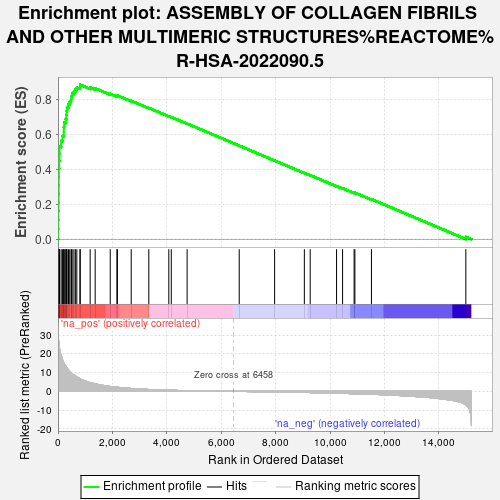 Enrichment plot: ASSEMBLY OF COLLAGEN FIBRILS
AND OTHER MULTIMERIC STRUCTURES%REACTOME%
R-HSA-2022090.5
Enrichment score (ES)
0.8
0.6
0.4
0.2
0.0
Ranked list metric (PreRanked)
30
20
10
0
-10
-20
'na_pos' (positively correlated)
Zero cross at 6458
'na_neg' (negatively correlated)
0
2,000
4,000
6,000
8,000
10,000
12,000
14,000
Rank in Ordered Dataset
Enrichment profile
Hits
Ranking metric scores